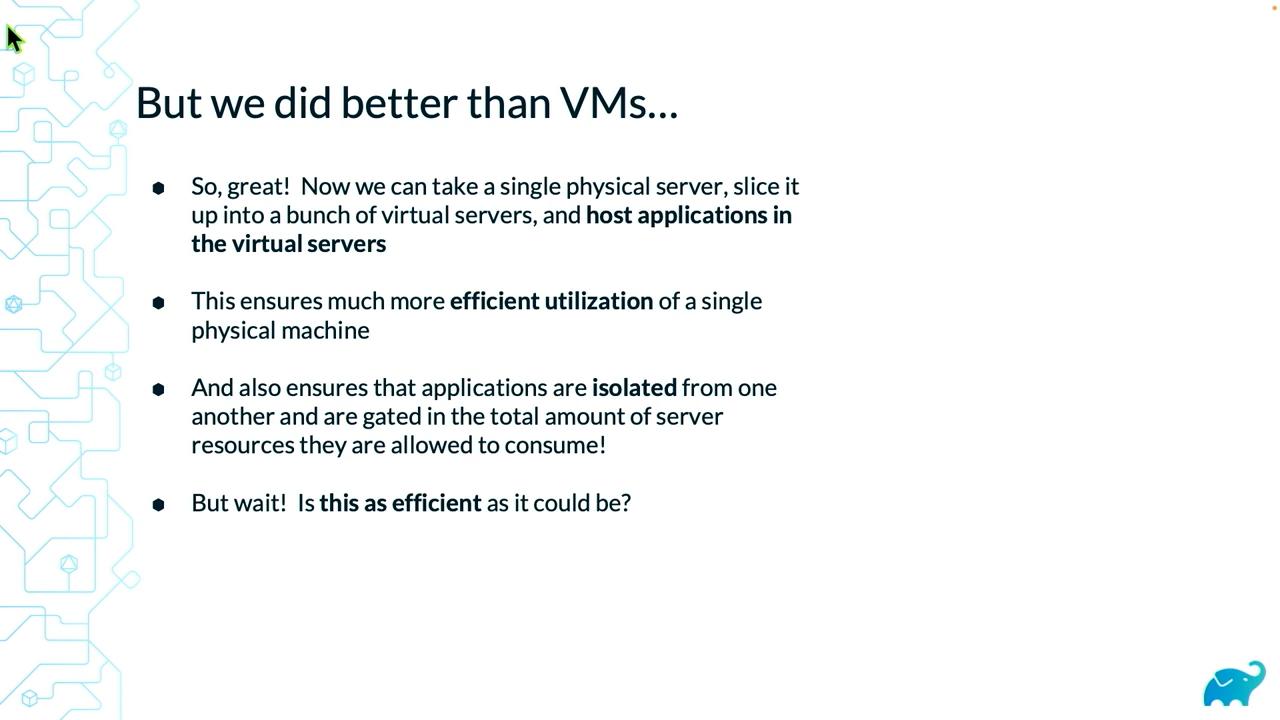 But we did better than VMs...
So, great!  Now we can take a single physical server, slice it
up into a bunch of virtual servers, and host applications in
the virtual servers
This ensures much more efficient utilization of a single
physical machine
And also ensures that applications are isolated from one
another and are gated in the total amount of server
resources they are allowed to consume!
But wait!  Is this as efficient as it could be?